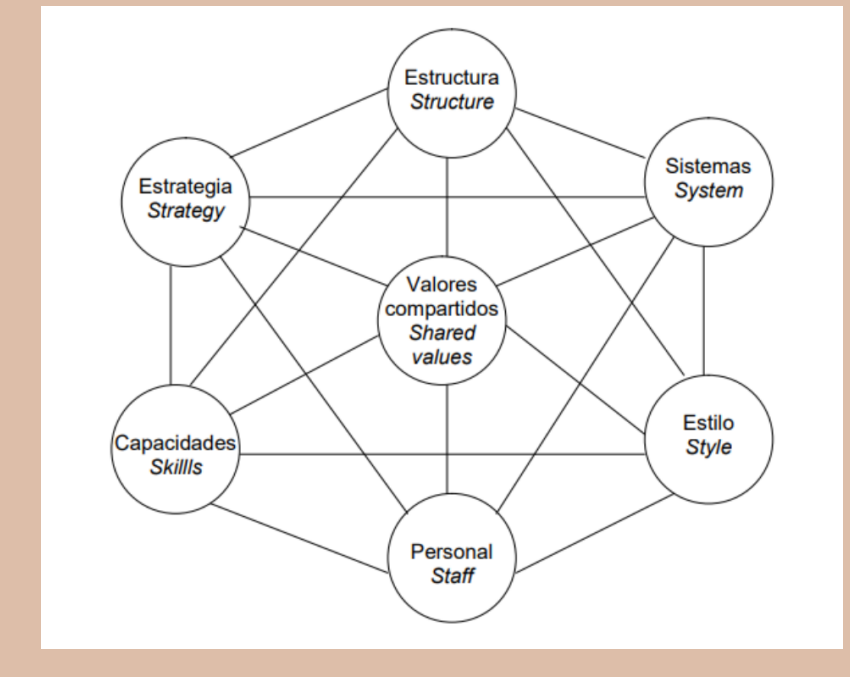 Estructura
Structure
Sistemas
System
Estrategia
Strategy
Valores
compartidos
Shared
values
Capacidades
Skillls
Estilo
Style
Personal
Staff